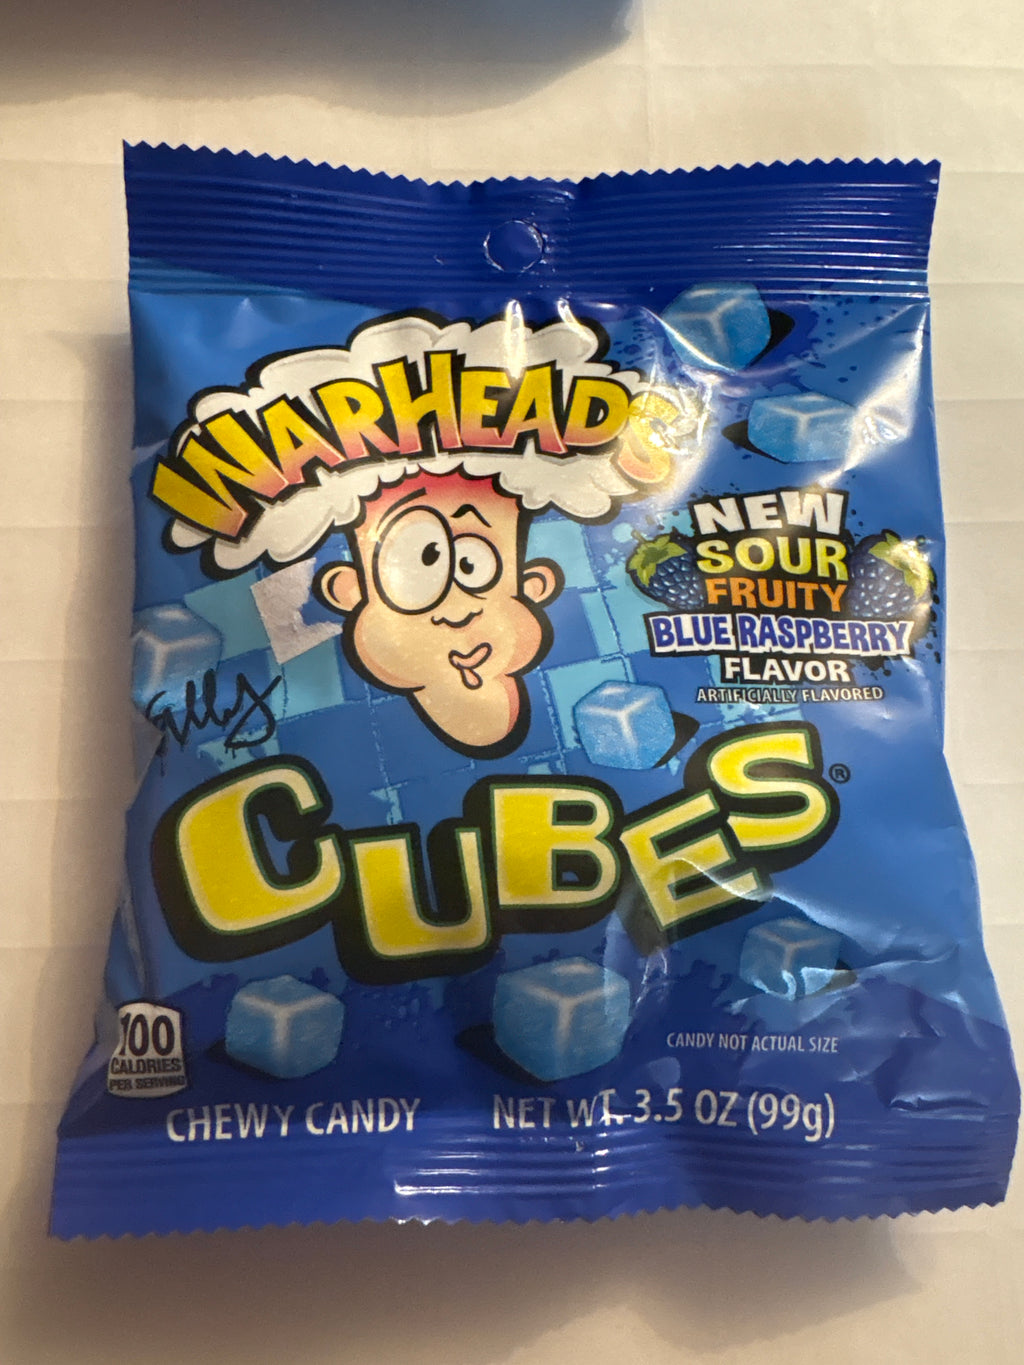 WARHEADS
NEW
SOUR
FRUITY
BLUE RASPBERRY
FLAVOR
ARTIFICIALLY FLAVORED
CUBES®
100
CALORIES
PER SERVING
CANDY NOT ACTUAL SIZE
CHEWY CANDY
NET WT. 3.5 OZ (99g)